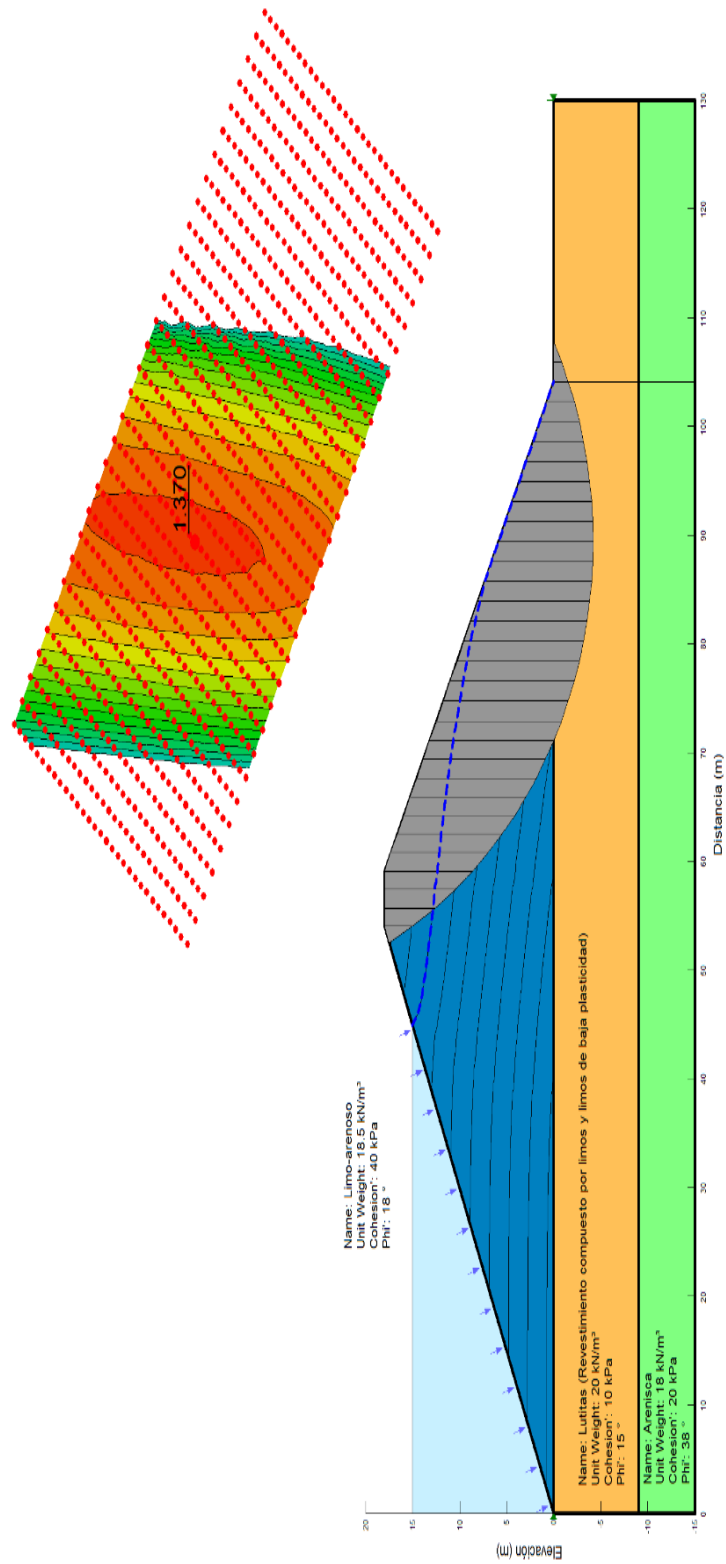 1.370
Name: Limo-arenoso
Unit Weight: 18.5 kN/m³
Cohesion': 40 kPa
Phi': 18 °
Name: Lutitas (Revestimiento compuesto por limos y limos de baja plasticidad)
Unit Weight: 20 kN/m³
Cohesion': 10 kPa
Phi': 15 °
Name: Arenisca
Unit Weight: 18 kN/m³
Cohesion': 20 kPa
Phi': 38 °
Elevación (m)
20
15
10
5
0
-5
-10
-15
0
10
20
30
40
50
60
70
80
90
100
110
120
130
Distancia (m)